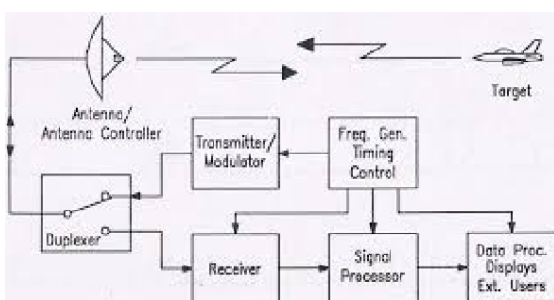 Target
Antenna/
Antenna Controller
Transmitter/
Modulator
Freq. Gen.
Timing
Control
Duplexer
Receiver
Signal
Processor
Data Proc.
Displays
Ext. Users